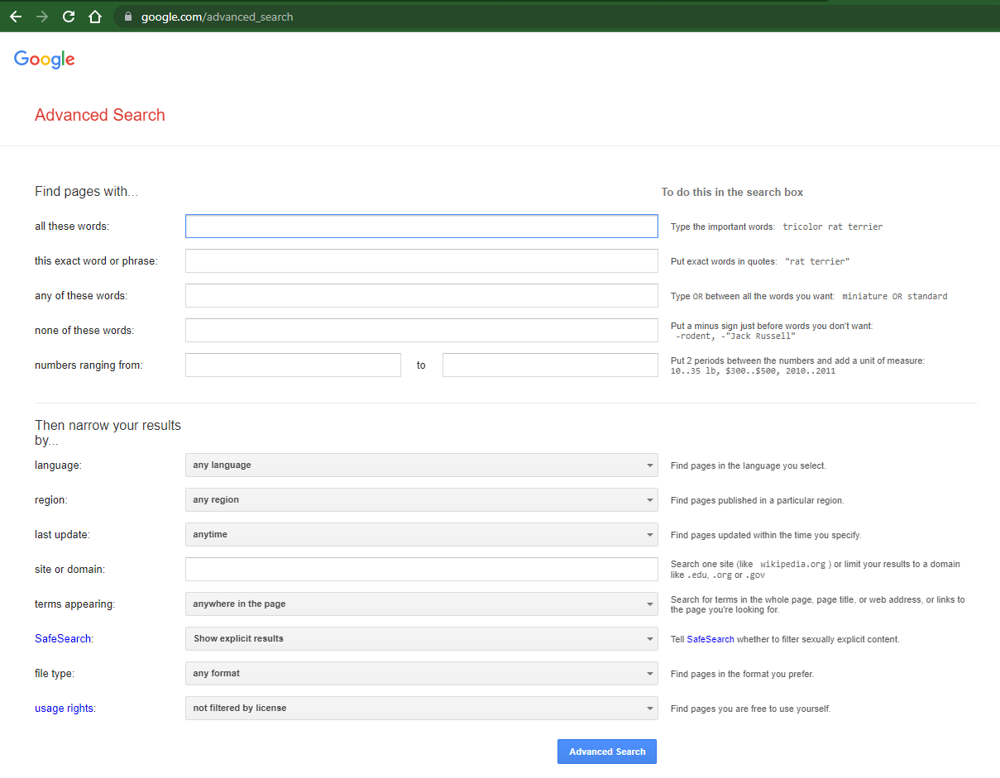 google.com/advanced_search
Google
Advanced Search
Find pages with...
To do this in the search box
all these words:
Type the important words: tricolor rat terrier
this exact word or phrase:
Put exact words in quotes: "rat terrier"
any of these words:
Type OR between all the words you want: miniature OR standard
none of these words:
Put a minus sign just before words you don't want:
-rodent, -"Jack Russell"
numbers ranging from:
to
Put 2 periods between the numbers and add a unit of measure:
10..35 lb, $300..$500, 2010..2011
Then narrow your results
by...
language:
any language
Find pages in the language you select.
region:
any region
Find pages published in a particular region.
last update:
anytime
Find pages updated within the time you specify.
site or domain:
Search one site (like wikipedia.org ) or limit your results to a domain
like .edu, .org or .gov
terms appearing:
anywhere in the page
Search for terms in the whole page, page title, or web address, or links to
the page you're looking for.
SafeSearch:
Show explicit results
Tell SafeSearch whether to filter sexually explicit content.
file type:
any format
Find pages in the format you prefer.
usage rights:
not filtered by license
Find pages you are free to use yourself.
Advanced Search